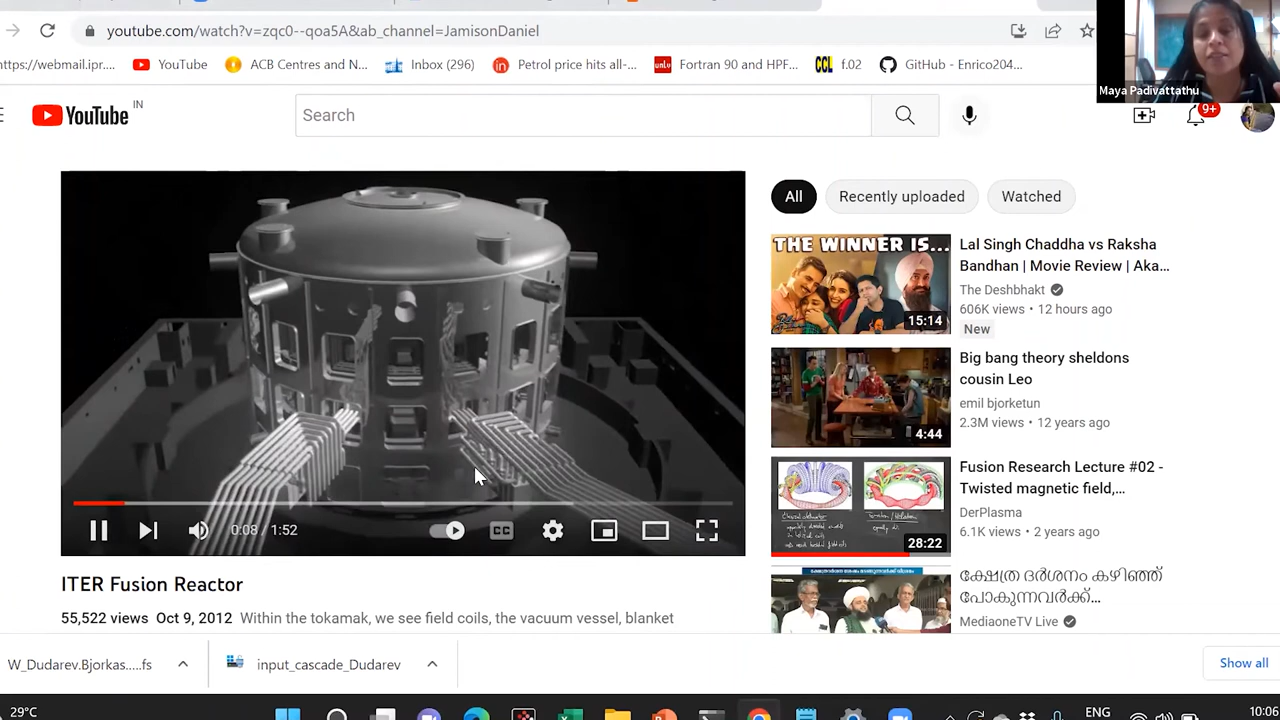 youtube.com/watch?v=zqc0--qoa5A&ab_channel=JamisonDaniel
https://webmail.ipr....
YouTube
ACB Centres and N...
Inbox (296)
Petrol price hits all-...
unlv
Fortran 90 and HPF...
CCL
f.02
GitHub - Enrico204...
Maya Padivattathu
YouTube
IN
Search
9+
All
Recently uploaded
Watched
THE WINNER IS...
15:14
Lal Singh Chaddha vs Raksha
Bandhan | Movie Review | Aka...
The Deshbhakt
606K views • 12 hours ago
New
4:44
Big bang theory sheldons
cousin Leo
emil bjorketun
2.3M views • 12 years ago
28:22
Fusion Research Lecture #02 -
Twisted magnetic field,...
DerPlasma
6.1K views • 2 years ago
ക്ഷേത്ര ദർശനം കഴിഞ്ഞ്
പോകുന്നവർക്ക്...
MediaoneTV Live
0:08 / 1:52
CC
ITER Fusion Reactor
55,522 views Oct 9, 2012 Within the tokamak, we see field coils, the vacuum vessel, blanket
W_Dudarev.Bjorkas.....fs
input_cascade_Dudarev
Show all
29°C
ENG
10:06